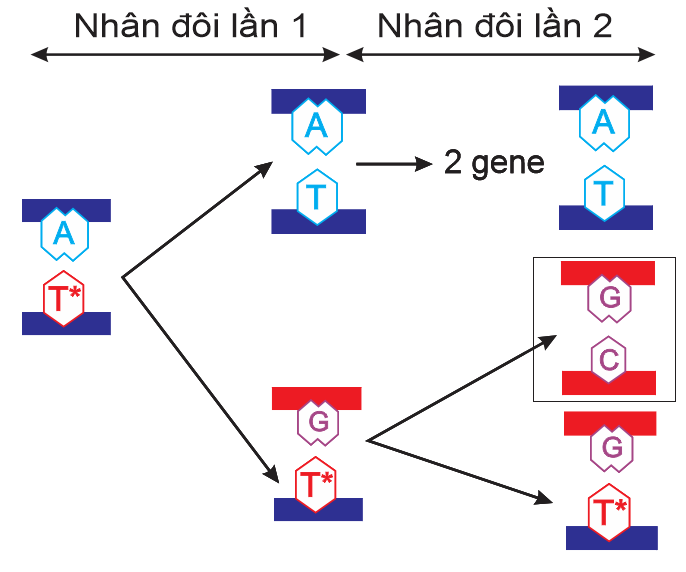 Nhân đôi lần 1
Nhân đôi lần 2
A
T
2 gene
A
T
A
T*
G
C
G
T*
G
T*